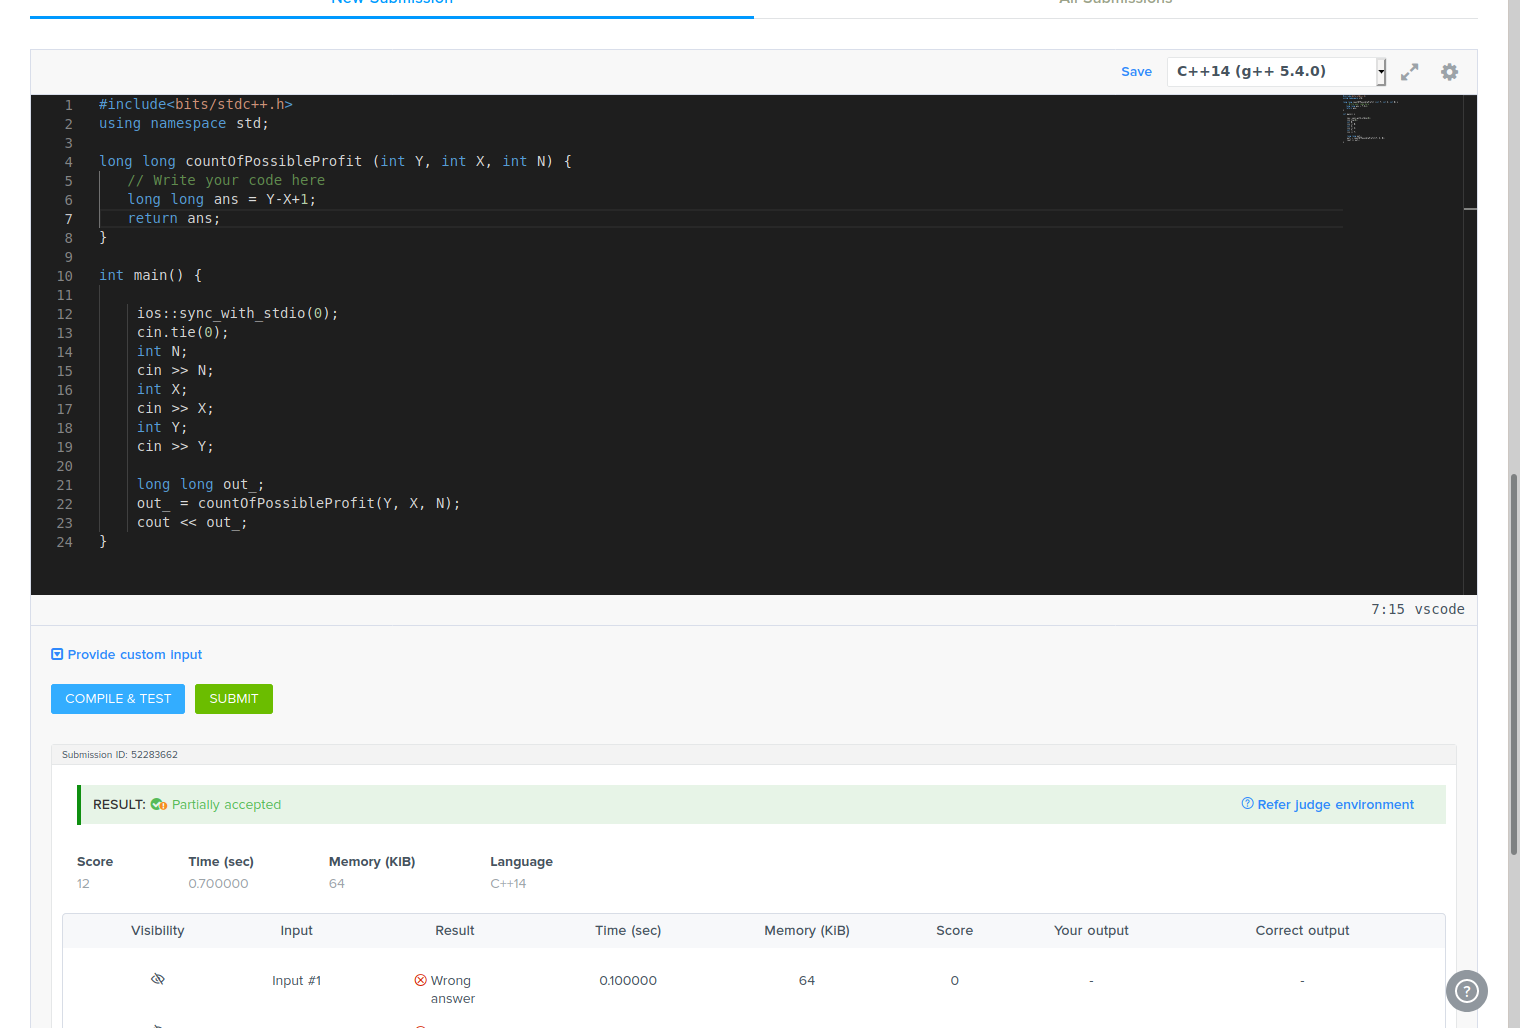 New Submission
All Submissions
Save
C++14 (g++ 5.4.0)
1 #include<bits/stdc++.h>
2 using namespace std;
3
4 long long countOfPossibleProfit (int Y, int X, int N) {
5 // Write your code here
6 long long ans = Y-X+1;
7 return ans;
8 }
9
10 int main() {
11
12 ios::sync_with_stdio(0);
13 cin.tie(0);
14 int N;
15 cin >> N;
16 int X;
17 cin >> X;
18 int Y;
19 cin >> Y;
20
21 long long out_;
22 out_ = countOfPossibleProfit(Y, X, N);
23 cout << out_;
24 }
7:15 vscode
Provide custom input
COMPILE & TEST
SUBMIT
Submission ID: 52283662
RESULT: Partially accepted
Refer judge environment
Score Time (sec) Memory (KiB) Language
12 0.700000 64 C++14
Visibility Input Result Time (sec) Memory (KiB) Score Your output Correct output
Input #1 Wrong answer 0.100000 64 0 - -
?